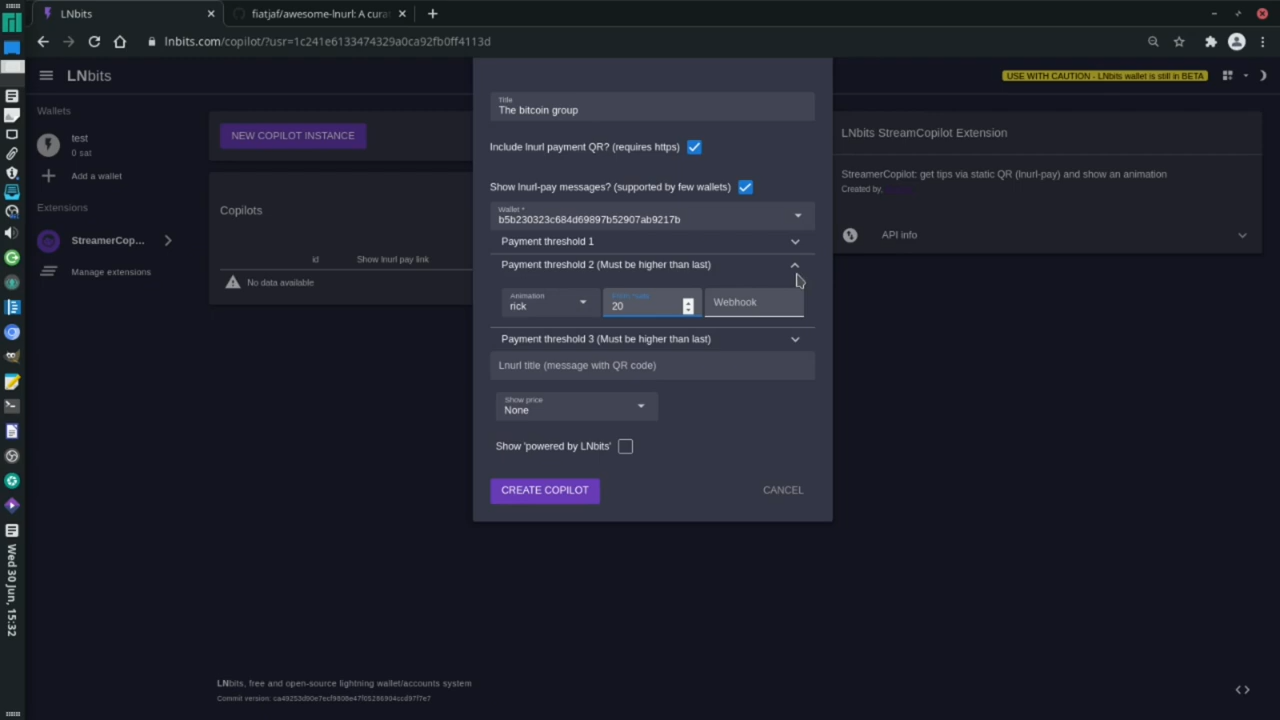 LNbits
fiatjaf/awesome-lnurl: A cura
lnbits.com/copilot/?usr=1c241e6133474329a0ca92fb0ff4113d
LNbits
USE WITH CAUTION - LNbits wallet is still in BETA
Wallets
test
0 sat
Add a wallet
Extensions
StreamerCop...
Manage extensions
NEW COPILOT INSTANCE
Copilots
id
Show lnurl pay link
No data available
Title
The bitcoin group
Include lnurl payment QR? (requires https)
Show lnurl-pay messages? (supported by few wallets)
Wallet *
b5b230323c684d69897b52907ab9217b
Payment threshold 1
Payment threshold 2 (Must be higher than last)
Animation
rick
20
Webhook
Payment threshold 3 (Must be higher than last)
Lnurl title (message with QR code)
Show price
None
Show 'powered by LNbits'
CREATE COPILOT
CANCEL
LNbits StreamCopilot Extension
StreamerCopilot: get tips via static QR (lnurl-pay) and show an animation
Created by,
API info
LNbits, free and open-source lightning wallet/accounts system
Commit version:
Wed 30 Jun, 15:32